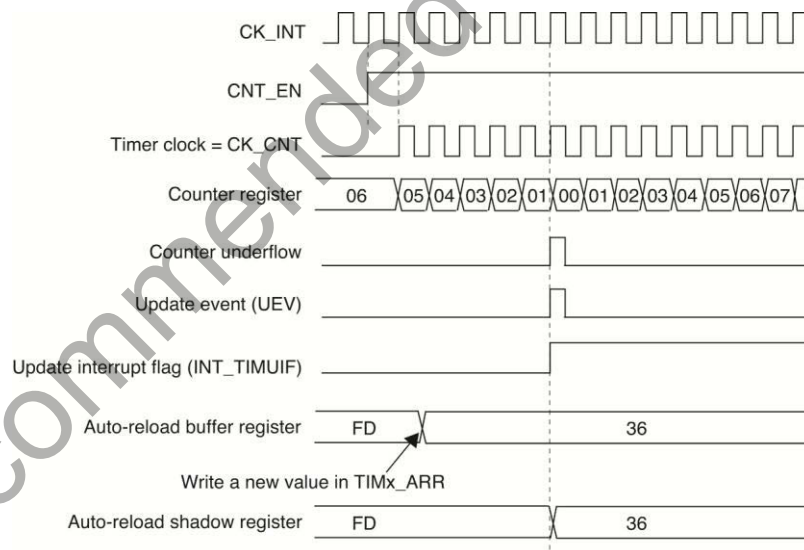 CK_INT
CNT_EN
Timer clock = CK_CNT
Counter register 06 05 04 03 02 01 00 01 02 03 04 05 06 07
Counter underflow
Update event (UEV)
Update interrupt flag (INT_TIMUIF)
Auto-reload buffer register FD 36
Write a new value in TIMx_ARR
Auto-reload shadow register FD 36
commended